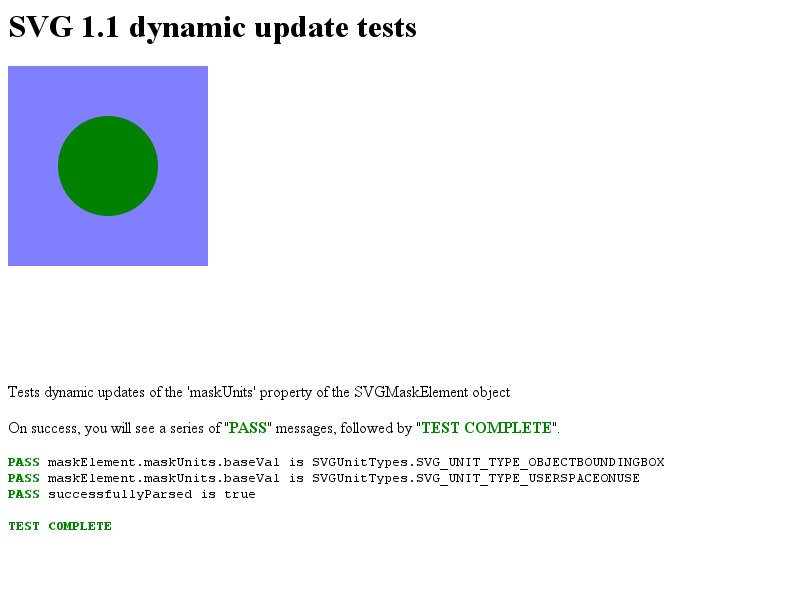 SVG 1.1 dynamic update tests
Tests dynamic updates of the 'maskUnits' property of the SVGMaskElement object
On success, you will see a series of "PASS" messages, followed by "TEST COMPLETE".
PASS maskElement.maskUnits.baseVal is SVGUnitTypes.SVG_UNIT_TYPE_OBJECTBOUNDINGBOX
PASS maskElement.maskUnits.baseVal is SVGUnitTypes.SVG_UNIT_TYPE_USERSPACEONUSE
PASS successfullyParsed is true
TEST COMPLETE